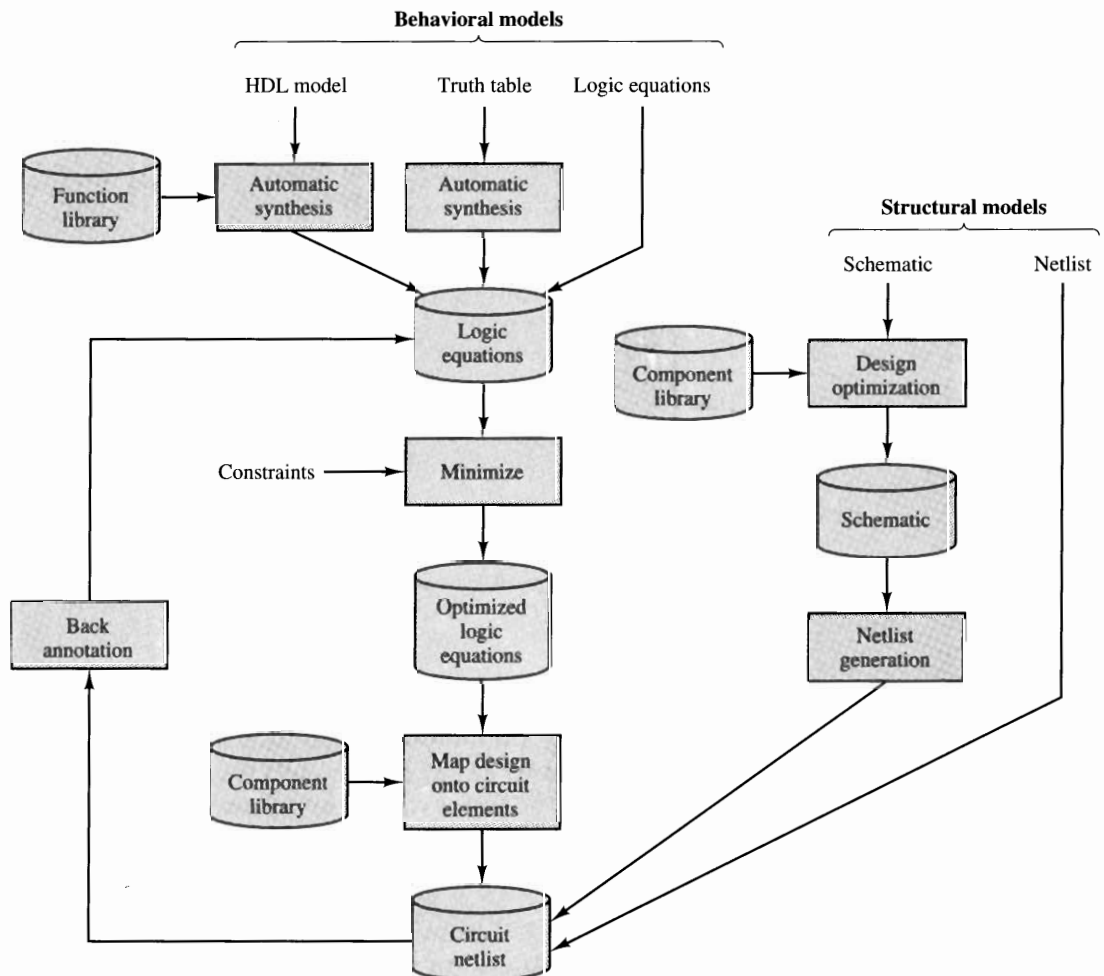 Behavioral models
HDL model
Truth table
Logic equations
Function
library
Automatic
synthesis
Automatic
synthesis
Structural models
Schematic
Netlist
Logic
equations
Component
library
Design
optimization
Constraints
Minimize
Schematic
Back
annotation
Optimized
logic
equations
Netlist
generation
Component
library
Map design
onto circuit
elements
Circuit
netlist